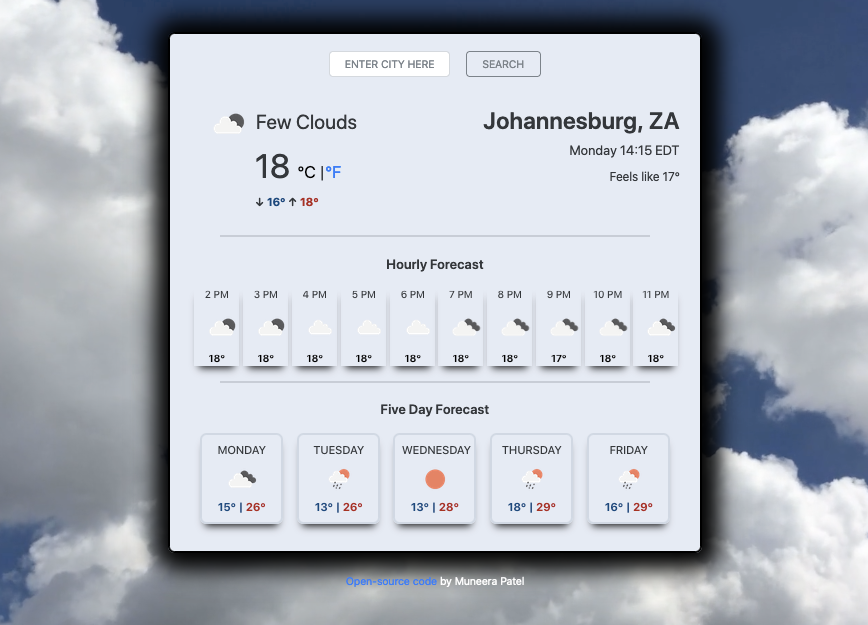 ENTER CITY HERE SEARCH
Few Clouds
Johannesburg, ZA
18 °C |°F
Monday 14:15 EDT
Feels like 17°
↓ 16° ↑ 18°
Hourly Forecast
2 PM 3 PM 4 PM 5 PM 6 PM 7 PM 8 PM 9 PM 10 PM 11 PM
18° 18° 18° 18° 18° 18° 18° 17° 18° 18°
Five Day Forecast
MONDAY TUESDAY WEDNESDAY THURSDAY FRIDAY
15° | 26° 13° | 26° 13° | 28° 18° | 29° 16° | 29°
Open-source code by Muneera Patel